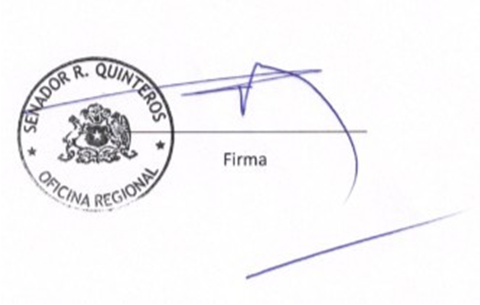 SENADOR R. QUINTEROS
Firma
★ OFICINA REGIONAL ★